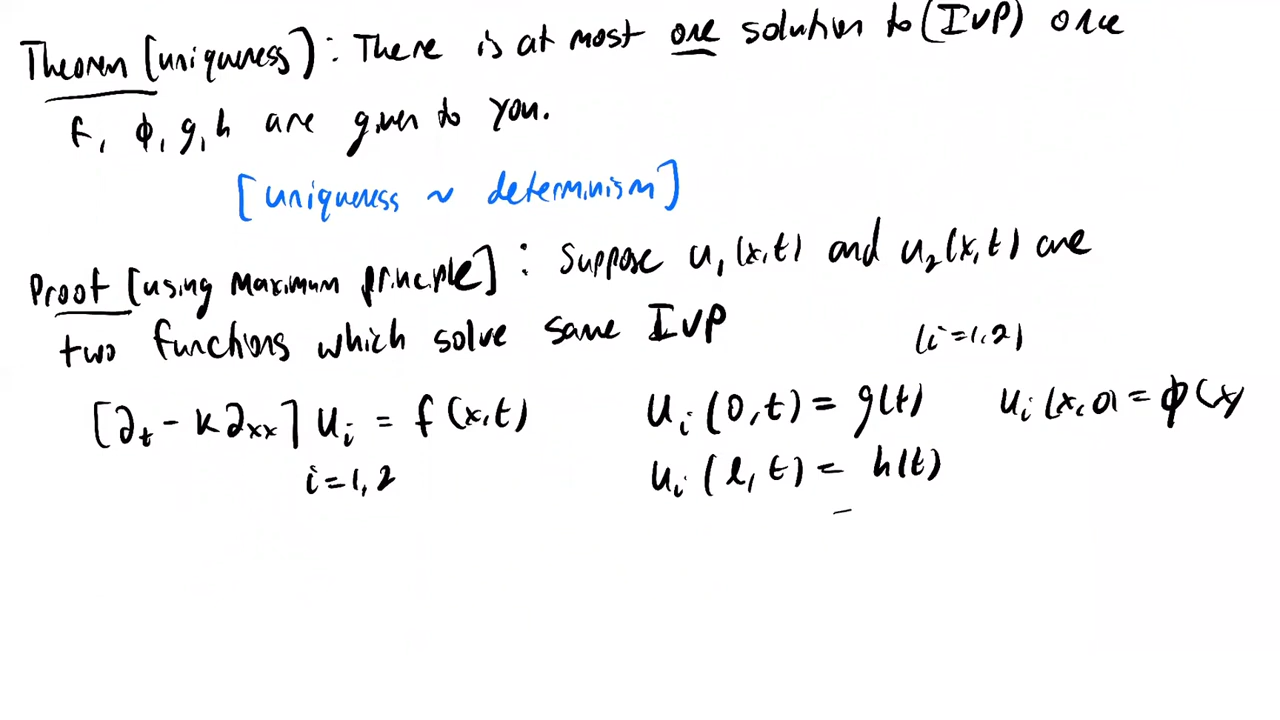 Theorem [uniqueness]: There is at most one solution to (IVP) once
f, ϕ, g, h are given to you.
[uniqueness ~ determinism]
Proof [using Maximum principle]: Suppose u₁(x,t) and u₂(x,t) are
two functions which solve same IVP
(i=1,2)
[∂ₜ - k∂ₓₓ] uᵢ = f(x,t) uᵢ(0,t) = g(t) uᵢ(x,0) = ϕ(x)
i=1,2 uᵢ(l,t) = h(t)